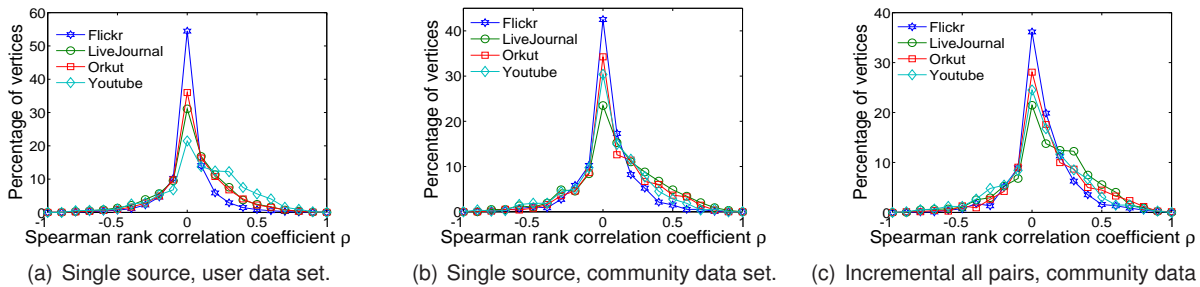 60
50
40
30
20
10
0
-1
-0.5
0
0.5
1
Percentage of vertices
Flickr
LiveJournal
Orkut
Youtube
Spearman rank correlation coefficient ρ
(a) Single source, user data set.
40
30
20
10
0
-1
-0.5
0
0.5
1
Percentage of vertices
Flickr
LiveJournal
Orkut
Youtube
Spearman rank correlation coefficient ρ
(b) Single source, community data set.
40
30
20
10
0
-1
-0.5
0
0.5
1
Percentage of vertices
Flickr
LiveJournal
Orkut
Youtube
Spearman rank correlation coefficient ρ
(c) Incremental all pairs, community data